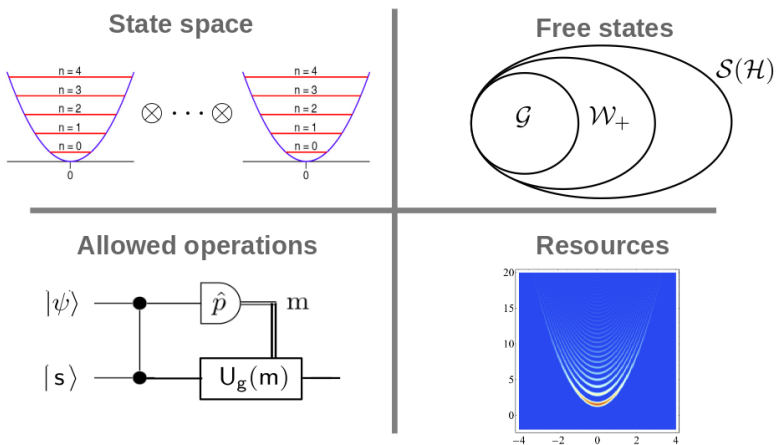 State space
n = 4
n = 3
n = 2
n = 1
n = 0
0
⊗ · · · ⊗
n = 4
n = 3
n = 2
n = 1
n = 0
0
Free states
𝒢
𝒲₊
𝒮(ℋ)
Allowed operations
|ψ⟩
p̂
m
|s⟩
U_g(m)
Resources
20
15
10
5
0
−4 −2 0 2 4